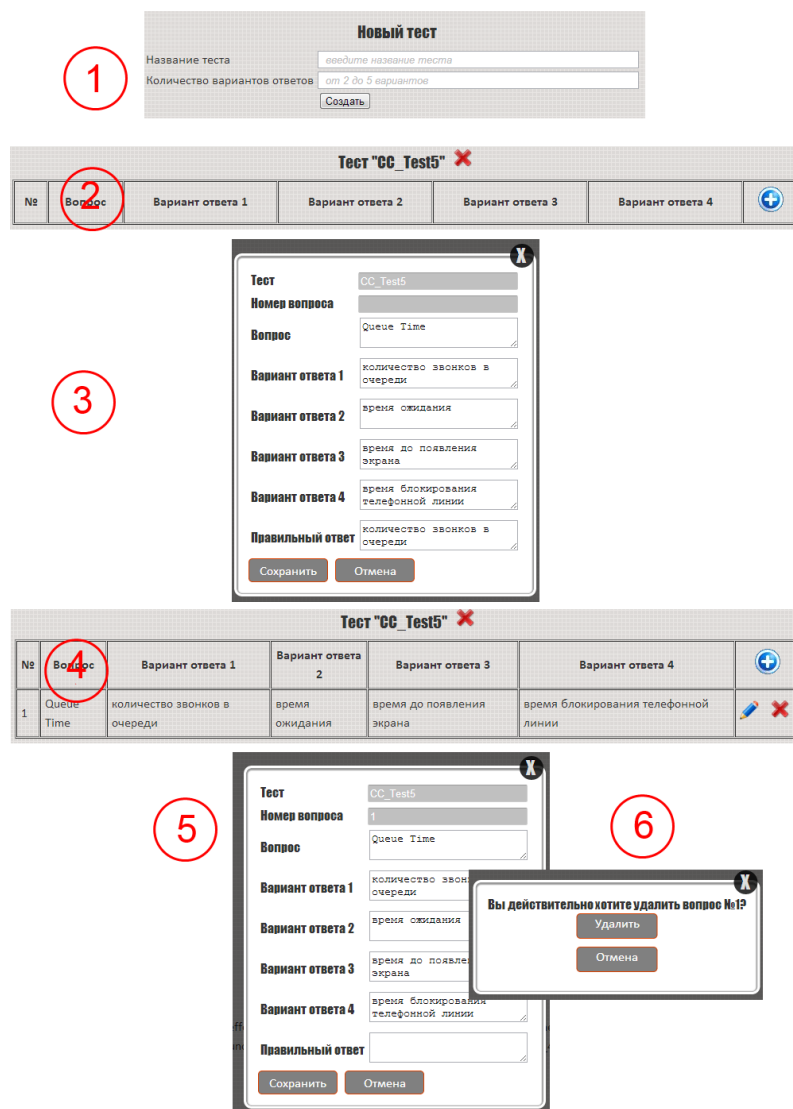 Новый тест
1
Название теста введите название теста
Количество вариантов ответов от 2 до 5 вариантов
Создать
Тест "CC_Test5"
2
№ Вопрос Вариант ответа 1 Вариант ответа 2 Вариант ответа 3 Вариант ответа 4
X
3
Тест CC_Test5
Номер вопроса
Вопрос Queue Time
Вариант ответа 1 количество звонков в
очереди
Вариант ответа 2 время ожидания
Вариант ответа 3 время до появления
экрана
Вариант ответа 4 время блокирования
телефонной линии
Правильный ответ количество звонков в
очереди
Сохранить Отмена
Тест "CC_Test5"
4
№ Вопрос Вариант ответа 1 Вариант ответа
2 Вариант ответа 3 Вариант ответа 4
1 Queue
Time количество звонков в
очереди время
ожидания время до появления
экрана время блокирования телефонной
линии
X
5
Тест CC_Test5
Номер вопроса 1
Вопрос Queue Time
Вариант ответа 1 количество
очереди
Вариант ответа 2 время ожидания
Вариант ответа 3 время до
экрана
Вариант ответа 4 время блокирования
телефонной линии
Правильный ответ
Сохранить Отмена
6
X
Вы действительно хотите удалить вопрос №1?
Удалить
Отмена